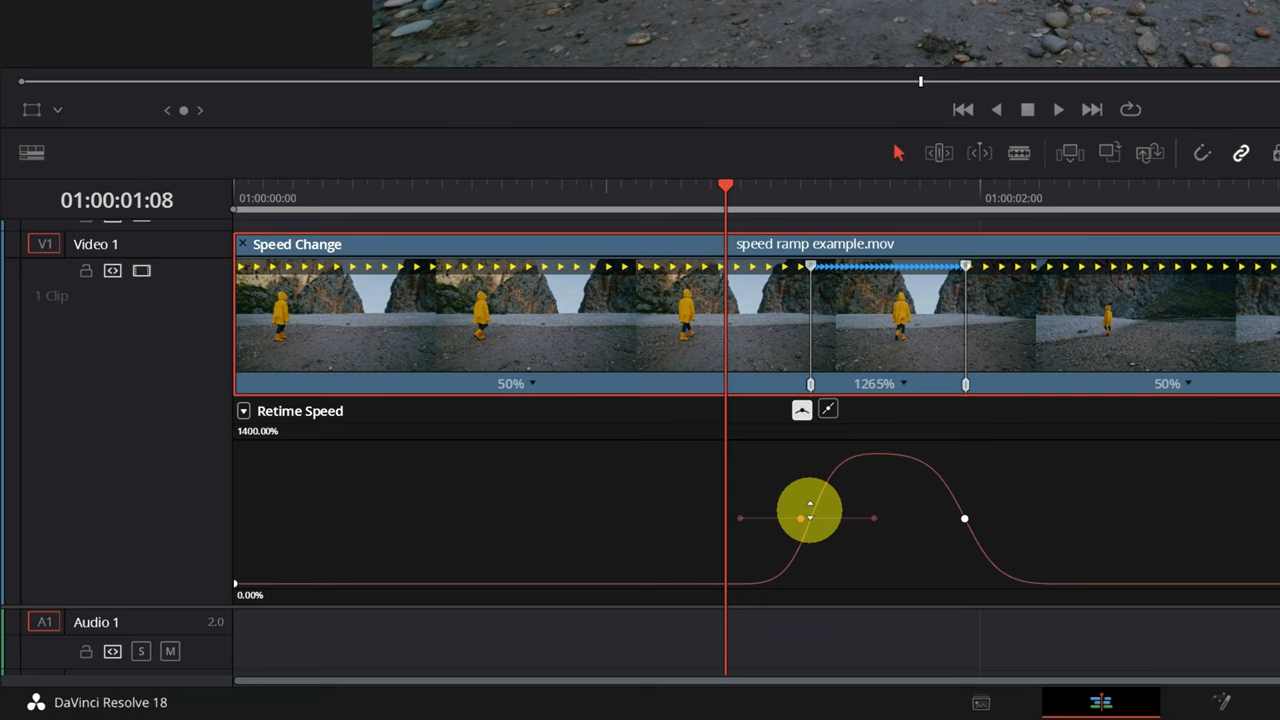 01:00:01:08
01:00:00:00
01:00:02:00
V1
Video 1
Speed Change
speed ramp example.mov
1 Clip
50%
1265%
50%
Retime Speed
1400.00%
0.00%
A1
Audio 1
2.0
S
M
DaVinci Resolve 18